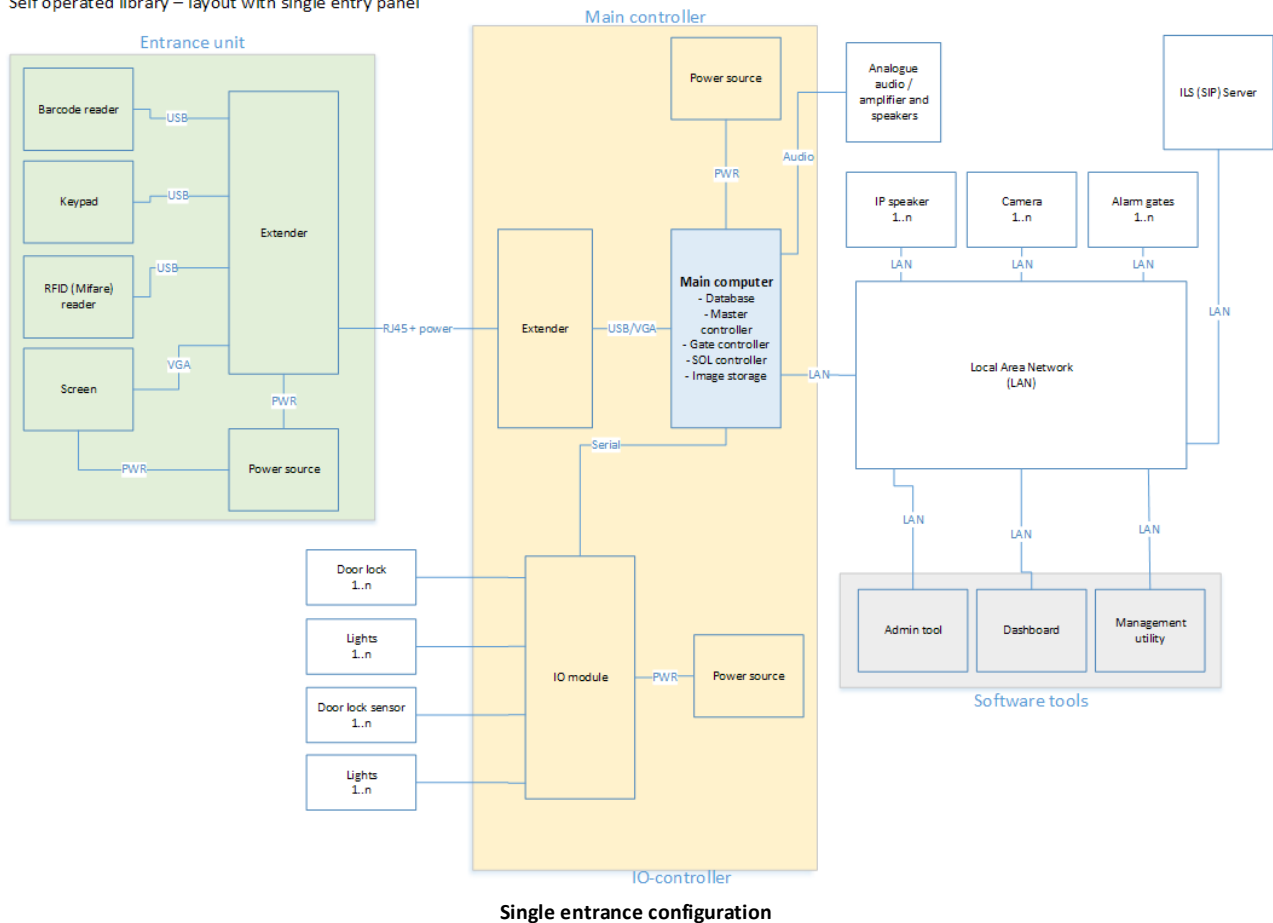 Self operated library – layout with single entry panel
Main controller
Entrance unit
Barcode reader
USB
Keypad
USB
Extender
RFID (Mifare)
reader
USB
Screen
VGA
PWR
PWR
Power source
RJ45+ power
Power source
PWR
Audio
Analogue
audio /
amplifier and
speakers
ILS (SIP) Server
Extender
USB/VGA
Main computer
- Database
- Master
controller
- Gate controller
- SOL controller
- Image storage
Serial
LAN
IP speaker
1..n
Camera
1..n
Alarm gates
1..n
LAN
LAN
LAN
LAN
Local Area Network
(LAN)
LAN
LAN
LAN
Door lock
1..n
Lights
1..n
Door lock sensor
1..n
Lights
1..n
IO module
PWR
Power source
Admin tool
Dashboard
Management
utility
Software tools
IO-controller
Single entrance configuration